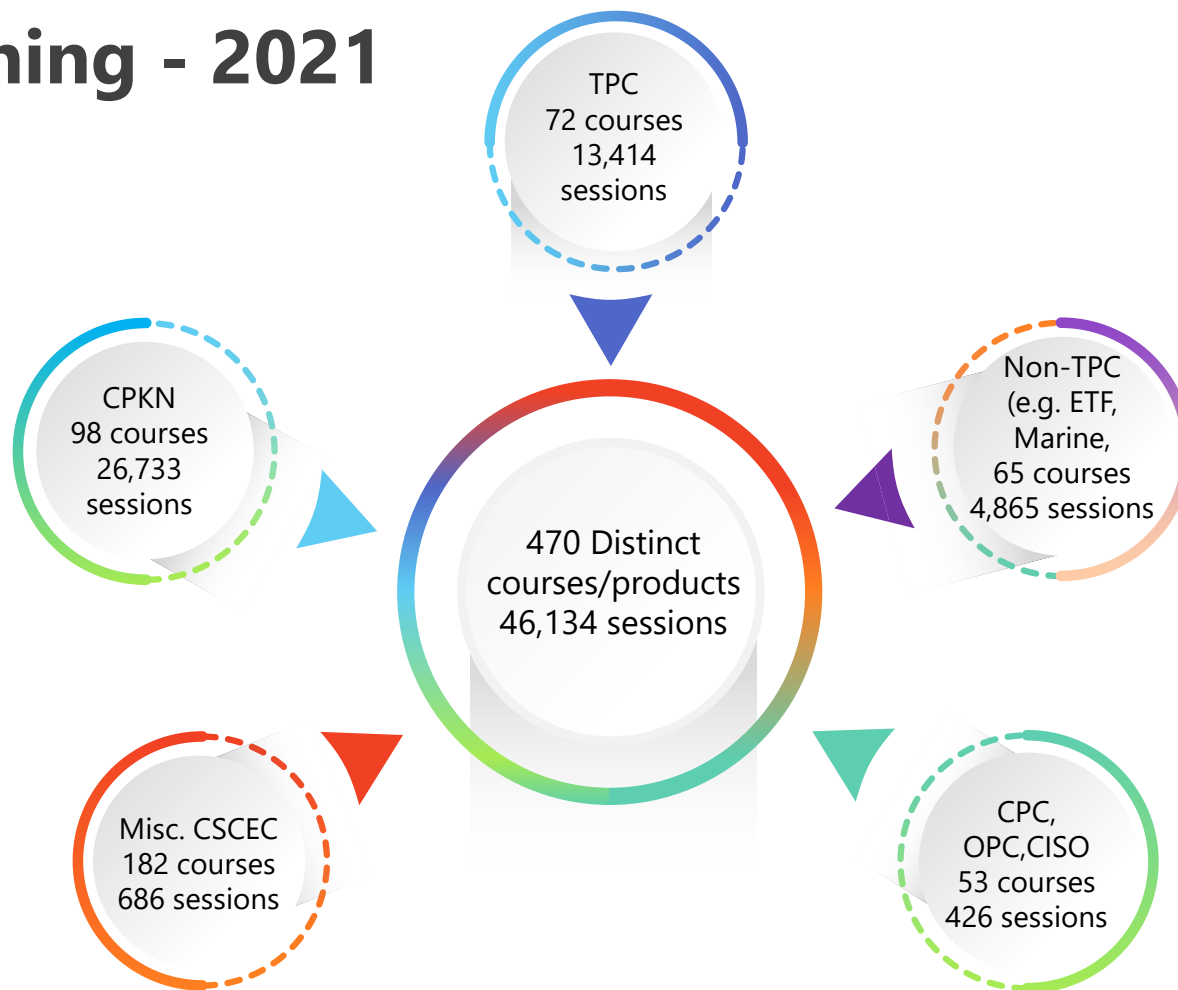 ning - 2021
TPC
72 courses
13,414
sessions
CPKN
98 courses
26,733
sessions
Non-TPC
(e.g. ETF,
Marine,
65 courses
4,865 sessions
470 Distinct
courses/products
46,134 sessions
Misc. CSCEC
182 courses
686 sessions
CPC,
OPC,CISO
53 courses
426 sessions